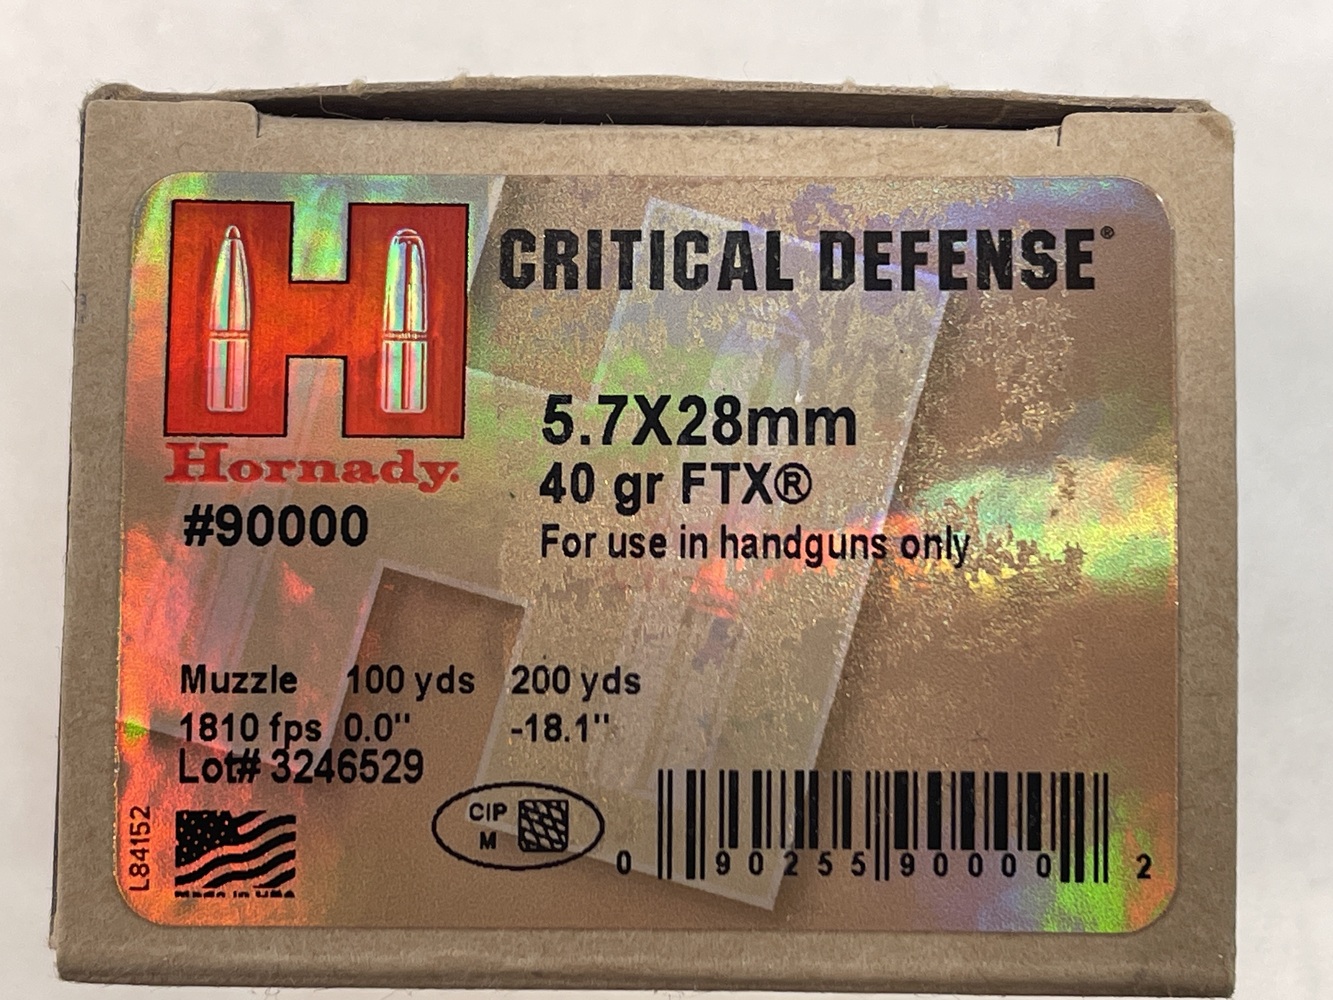 CRITICAL DEFENSE®
Hornady.
#90000
5.7X28mm
40 gr FTX®
For use in handguns only
Muzzle 100 yds 200 yds
1810 fps 0.0" -18.1"
Lot# 3246529
L84152
CIP
M
0 90255 90000 2